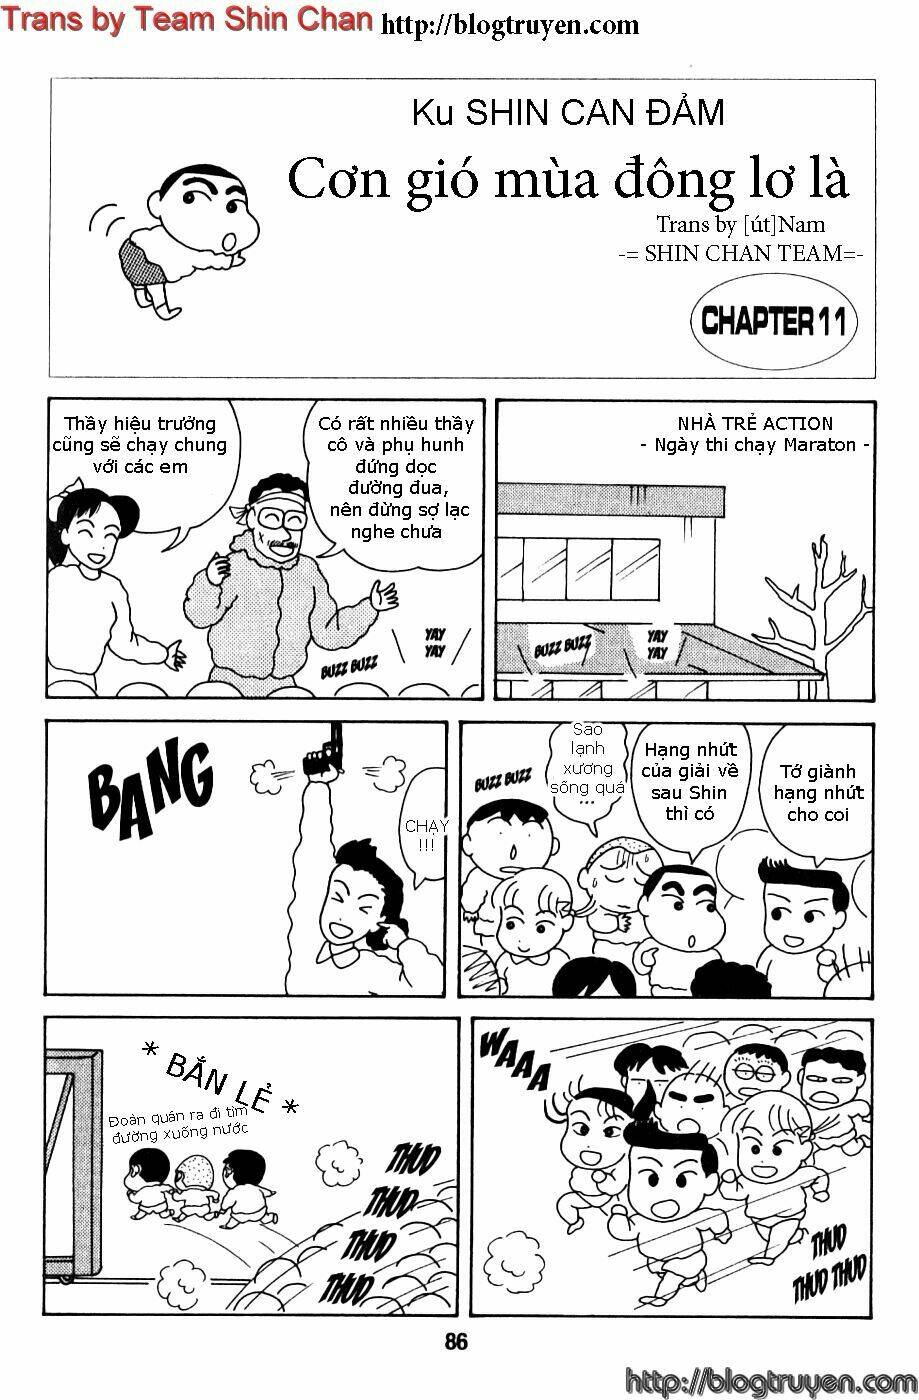 Trans by Team Shin Chan http://blogtruyen.com
Ku SHIN CAN ĐẢM
Cơn gió mùa đông lơ là
Trans by [út]Nam
-= SHIN CHAN TEAM=-
CHAPTER 11
NHÀ TRẺ ACTION
- Ngày thi chạy Maraton -
BUZZ BUZZ
YAY
YAY
Có rất nhiều thầy
cô và phụ hunh
đứng dọc
đường đua,
nên đừng sợ lạc
nghe chưa
Thầy hiệu trưởng
cũng sẽ chạy chung
với các em
BUZZ BUZZ
YAY
YAY
Tớ giành
hạng nhứt
cho coi
Hạng nhứt
của giải về
sau Shin
thì có
Sao
lạnh
xương
sống quá
...
BUZZ BUZZ
CHẠY
!!!
BANG
WAAA
THUD
THUD THUD
* BẮN LẺ *
Đoàn quân ra đi tìm
đường xuống nước
THUD
THUD
THUD
THUD
86
http://blogtruyen.com